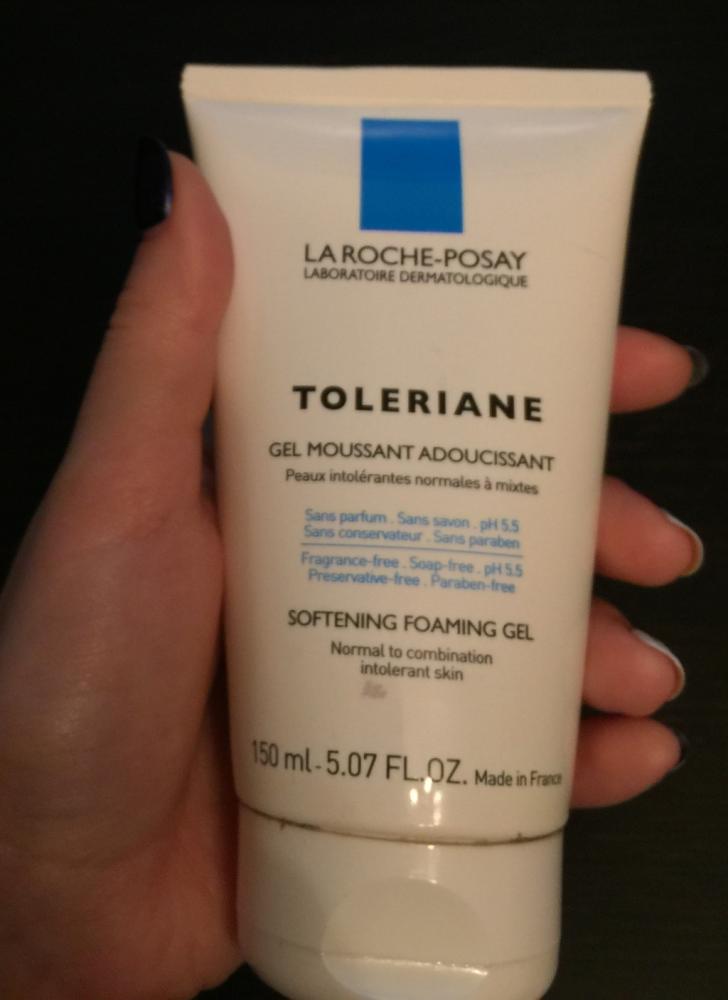 LA ROCHE-POSAY
LABORATOIRE DERMATOLOGIQUE
TOLERIANE
GEL MOUSSANT ADOUCISSANT
Peaux intolérantes normales à mixtes
Sans parfum . Sans savon . pH 5.5
Sans conservateur . Sans paraben
Fragrance-free . Soap-free . pH 5.5
Preservative-free . Paraben-free
SOFTENING FOAMING GEL
Normal to combination
intolerant skin
150 ml - 5.07 FL.OZ. Made in France